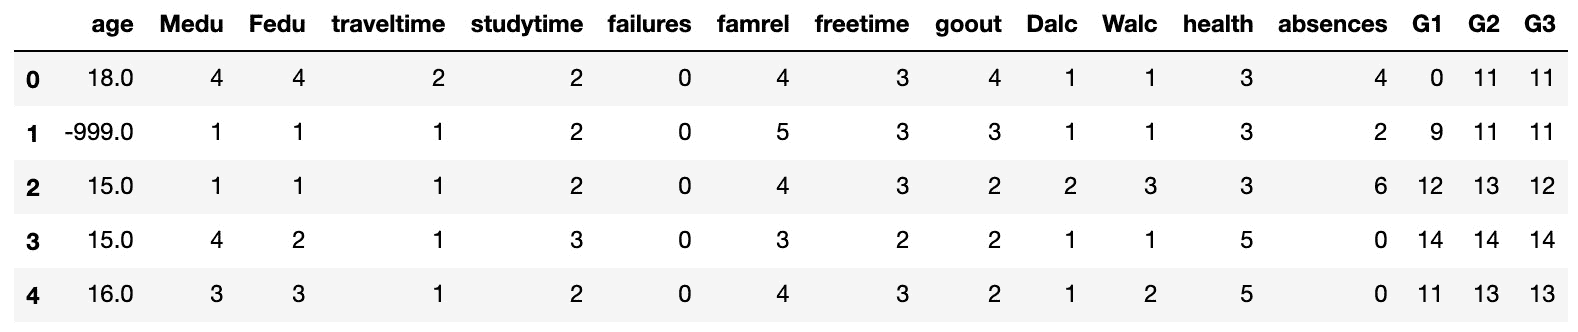 age Medu Fedu traveltime studytime failures famrel freetime goout Dalc Walc health absences G1 G2 G3
0 18.0 4 4 2 2 0 4 3 4 1 1 3 4 0 11 11
1 -999.0 1 1 1 2 0 5 3 3 1 1 3 2 9 11 11
2 15.0 1 1 1 2 0 4 3 2 2 3 3 6 12 13 12
3 15.0 4 2 1 3 0 3 2 2 1 1 5 0 14 14 14
4 16.0 3 3 1 2 0 4 3 2 1 2 5 0 11 13 13